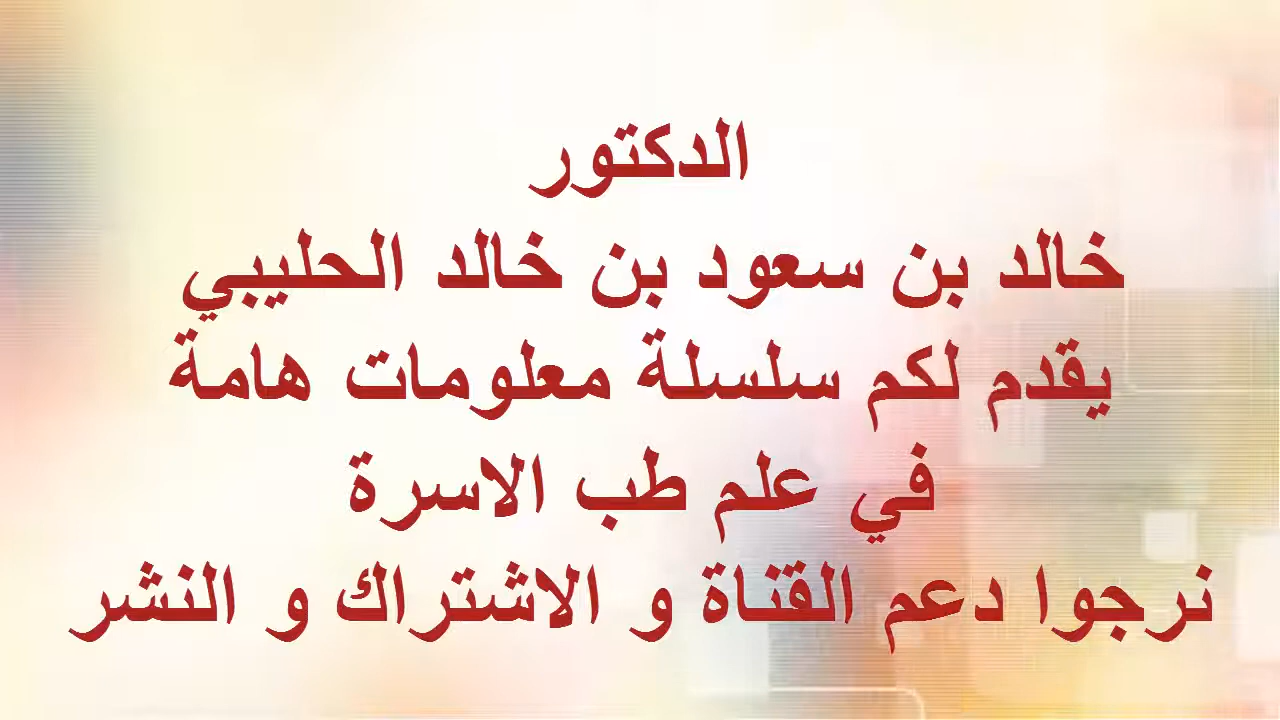 الدكتور
خالد بن سعود بن خالد الحليبي
يقدم لكم سلسلة معلومات هامة
في علم طب الاسرة
نرجوا دعم القناة و الاشتراك و النشر